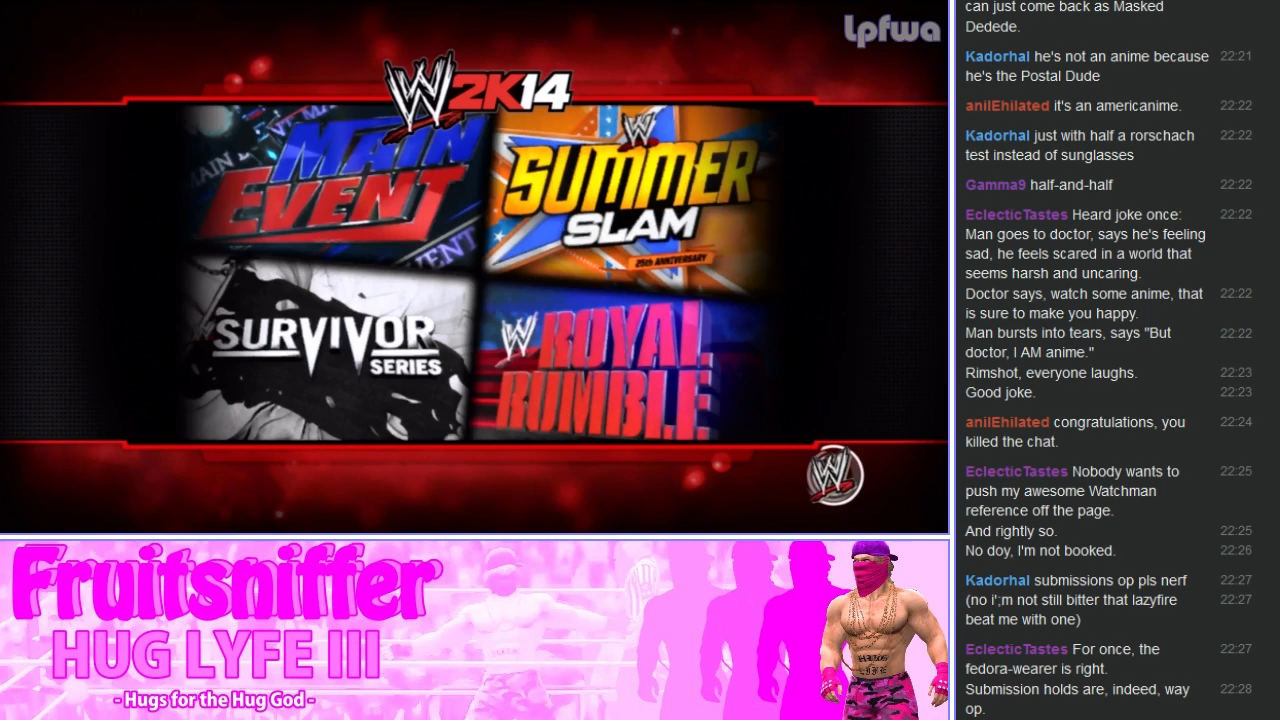 Lpfwa
W 2K14
MAIN EVENT
MAIN
EVENT
SUMMER
SLAM
25th ANNIVERSARY
SURVIVOR
SERIES
ROYAL
RUMBLE
Fruitsniffer
HUG LYFE III
- Hugs for the Hug God -
HUG
LIFE
can just come back as Masked
Dedede.
Kadorhal he's not an anime because 22:21
he's the Postal Dude
anilEhilated it's an americanime. 22:22
Kadorhal just with half a rorschach 22:22
test instead of sunglasses
Gamma9 half-and-half 22:22
EclecticTastes Heard joke once: 22:22
Man goes to doctor, says he's feeling
sad, he feels scared in a world that
seems harsh and uncaring.
Doctor says, watch some anime, that 22:22
is sure to make you happy.
Man bursts into tears, says "But 22:22
doctor, I AM anime."
Rimshot, everyone laughs. 22:23
Good joke. 22:23
anilEhilated congratulations, you 22:24
killed the chat.
EclecticTastes Nobody wants to 22:25
push my awesome Watchman
reference off the page.
And rightly so. 22:25
No doy, I'm not booked. 22:26
Kadorhal submissions op pls nerf 22:27
(no i';m not still bitter that lazyfire 22:27
beat me with one)
EclecticTastes For once, the 22:27
fedora-wearer is right.
Submission holds are, indeed, way 22:28
op.